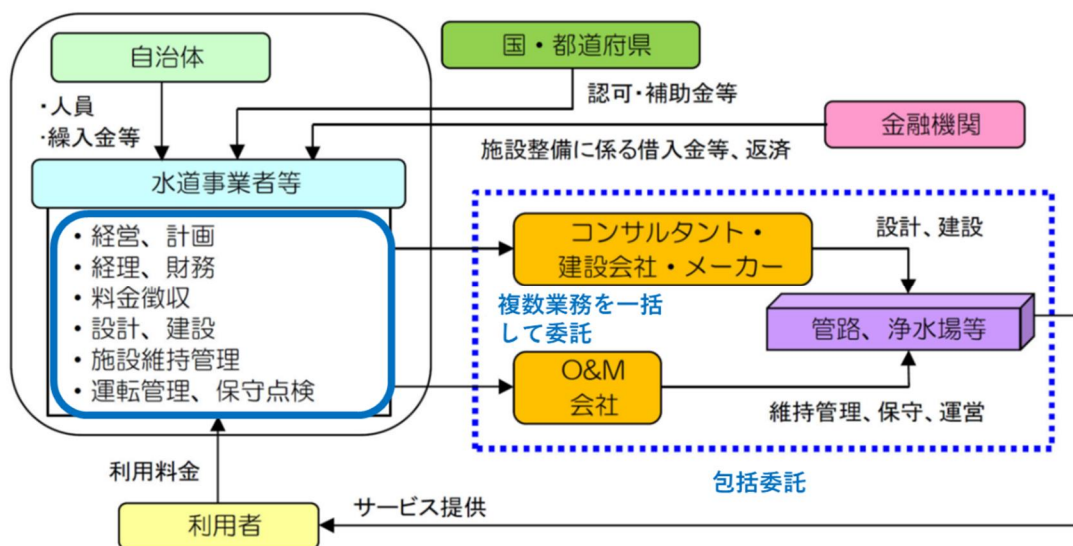 自治体
国・都道府県
・人員
・繰入金等
認可・補助金等
金融機関
施設整備に係る借入金等、返済
水道事業者等
・経営、計画
・経理、財務
・料金徴収
・設計、建設
・施設維持管理
・運転管理、保守点検
コンサルタント・
建設会社・メーカー
設計、建設
複数業務を一括
して委託
管路、浄水場等
O&M
会社
維持管理、保守、運営
包括委託
利用料金
サービス提供
利用者